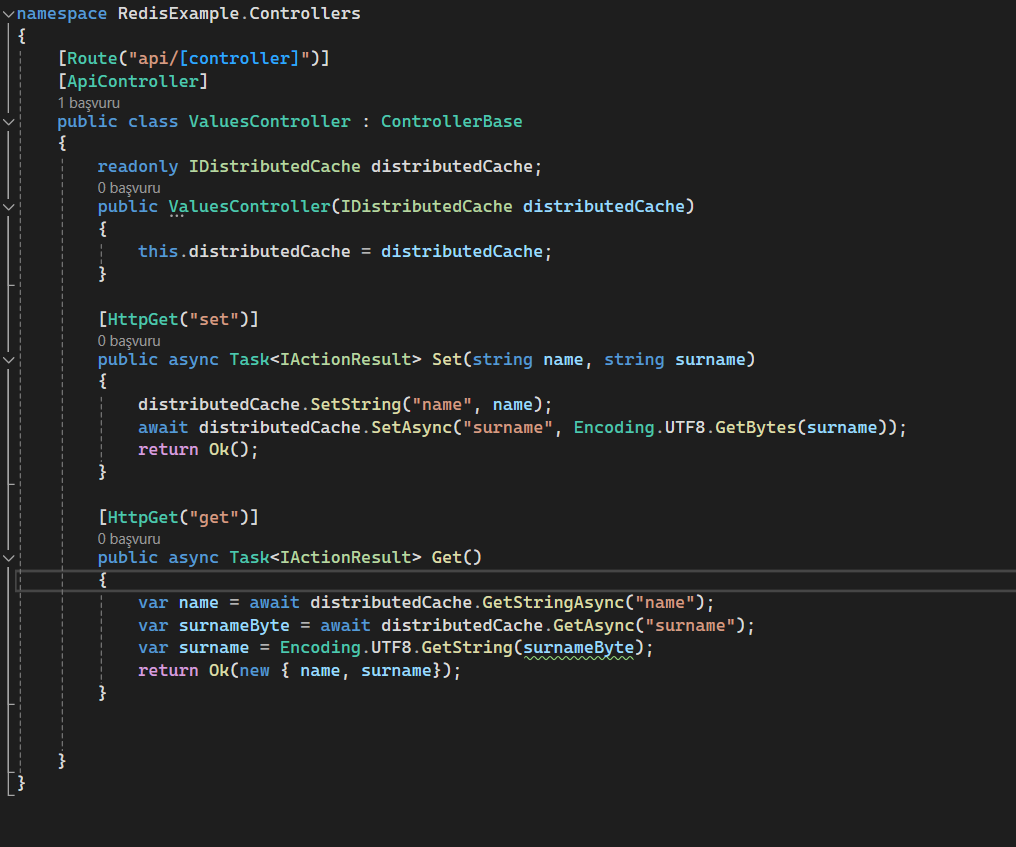 namespace RedisExample.Controllers
{
[Route("api/[controller]")]
[ApiController]
1 başvuru
public class ValuesController : ControllerBase
{
readonly IDistributedCache distributedCache;
0 başvuru
public ValuesController(IDistributedCache distributedCache)
{
this.distributedCache = distributedCache;
}
[HttpGet("set")]
0 başvuru
public async Task<IActionResult> Set(string name, string surname)
{
distributedCache.SetString("name", name);
await distributedCache.SetAsync("surname", Encoding.UTF8.GetBytes(surname));
return Ok();
}
[HttpGet("get")]
0 başvuru
public async Task<IActionResult> Get()
{
var name = await distributedCache.GetStringAsync("name");
var surnameByte = await distributedCache.GetAsync("surname");
var surname = Encoding.UTF8.GetString(surnameByte);
return Ok(new { name, surname});
}
}
}